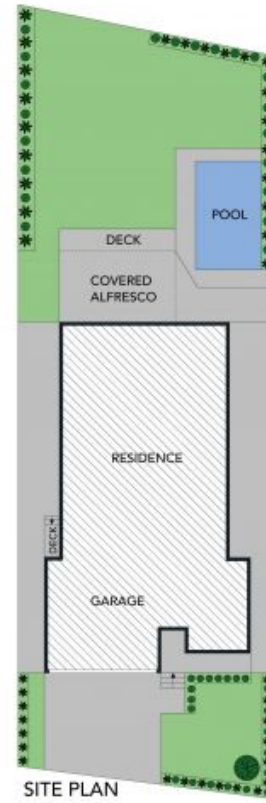 POOL
DECK
COVERED
ALFRESCO
RESIDENCE
DECK
GARAGE
SITE PLAN